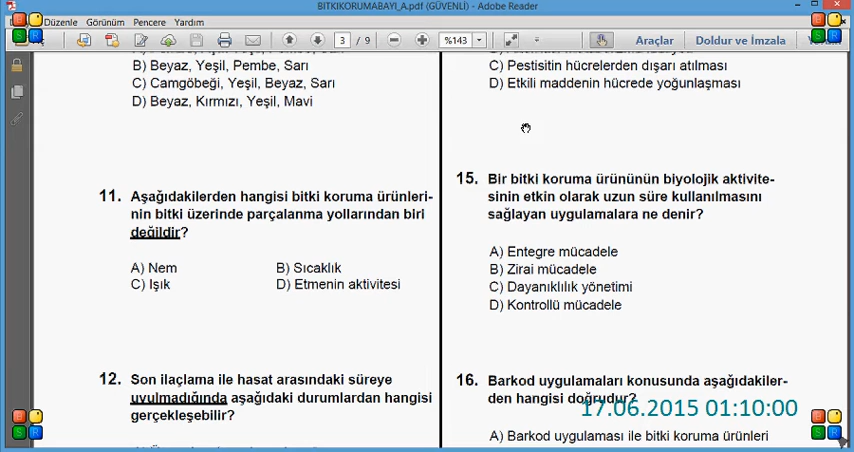 BITKIKORUMABAYI_A.pdf (GÜVENLİ) - Adobe Reader
Düzenle Görünüm Pencere Yardım
3 / 9 %143 Araçlar Doldur ve İmzala
B) Beyaz, Yeşil, Pembe, Sarı
C) Camgöbeği, Yeşil, Beyaz, Sarı
D) Beyaz, Kırmızı, Yeşil, Mavi
11. Aşağıdakilerden hangisi bitki koruma ürünleri-
nin bitki üzerinde parçalanma yollarından biri
değildir?
A) Nem B) Sıcaklık
C) Işık D) Etmenin aktivitesi
12. Son ilaçlama ile hasat arasındaki süreye
uyulmadığında aşağıdaki durumlardan hangisi
gerçekleşebilir?
C) Pestisitin hücrelerden dışarı atılması
D) Etkili maddenin hücrede yoğunlaşması
15. Bir bitki koruma ürününün biyolojik aktivite-
sinin etkin olarak uzun süre kullanılmasını
sağlayan uygulamalara ne denir?
A) Entegre mücadele
B) Zirai mücadele
C) Dayanıklılık yönetimi
D) Kontrollü mücadele
16. Barkod uygulamaları konusunda aşağıdakiler-
den hangisi doğrudur?
17.06.2015 01:10:00
A) Barkod uygulaması ile bitki koruma ürünleri